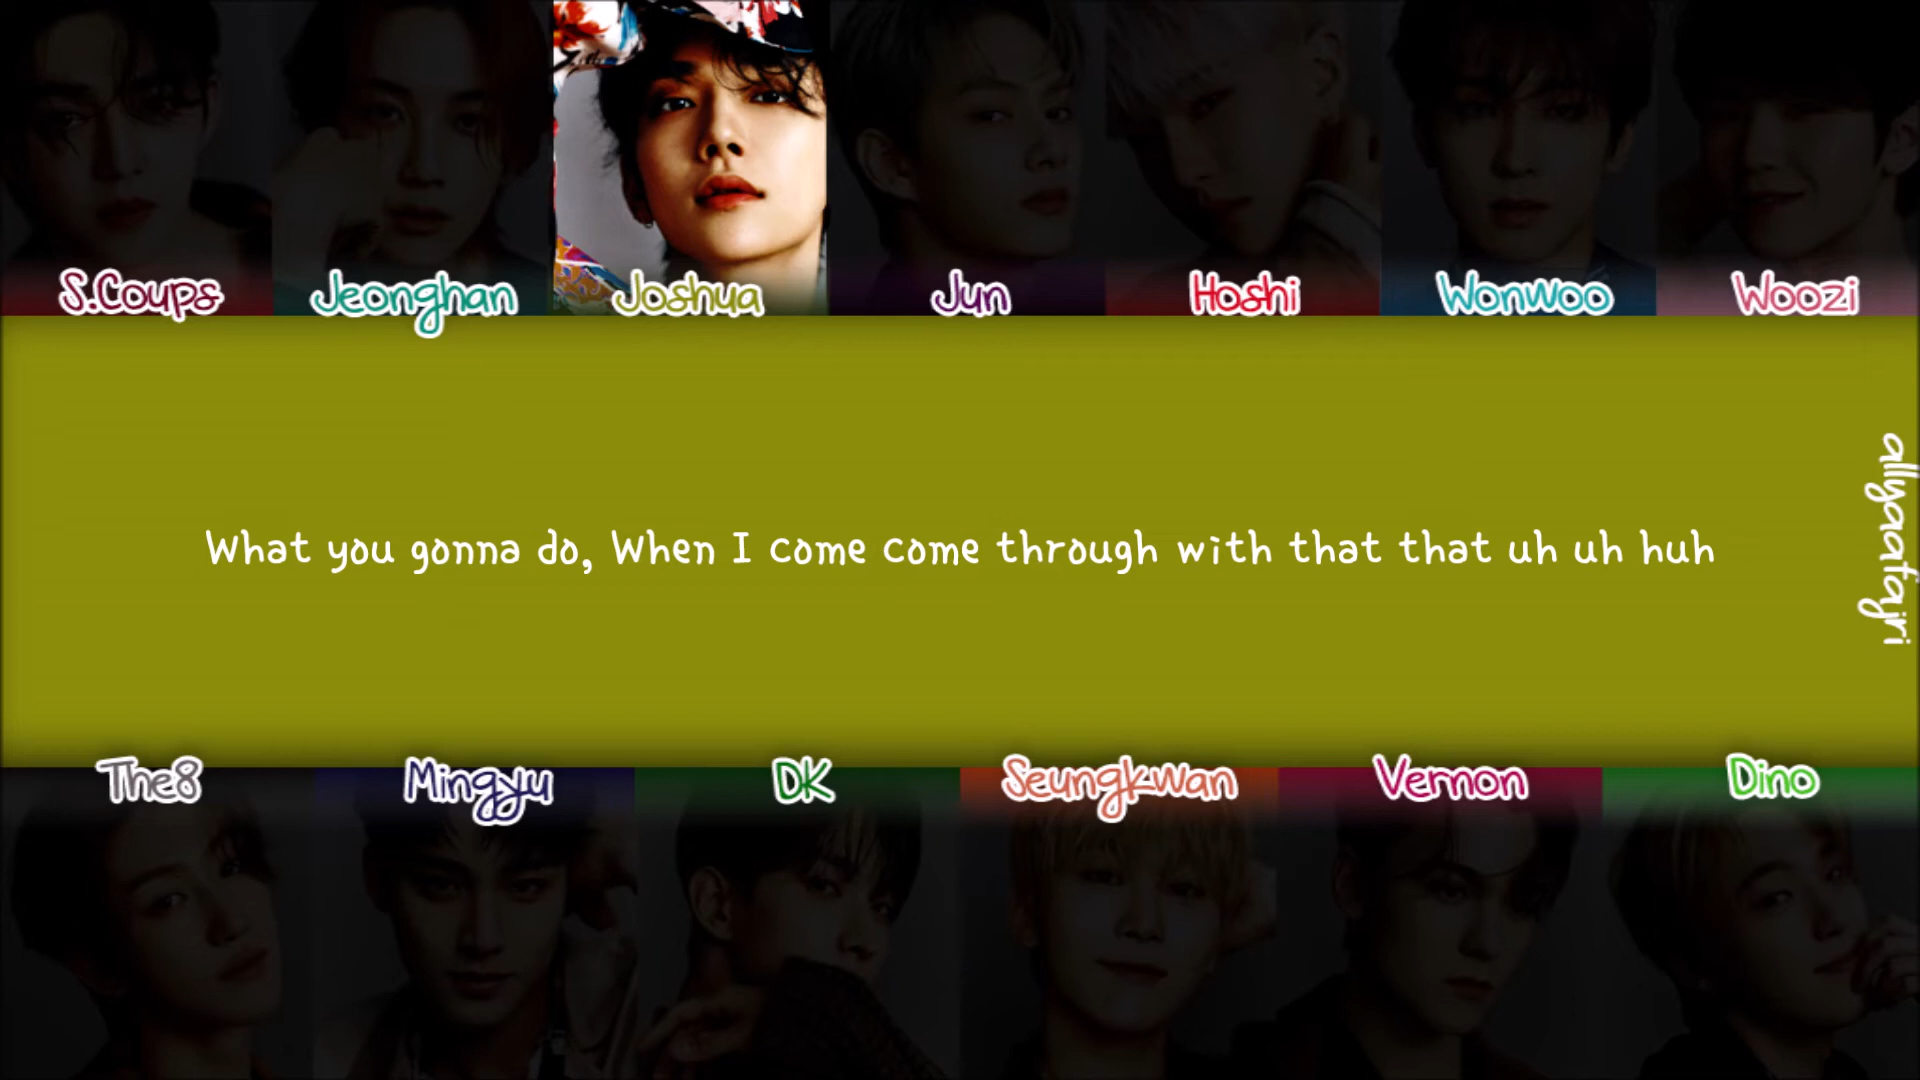 S.Coups
Jeonghan
Joshua
Jun
Hoshi
Wonwoo
Woozi
What you gonna do, When I come come through with that that uh uh huh
allyaafajri
The8
Mingyu
DK
Seungkwan
Vernon
Dino